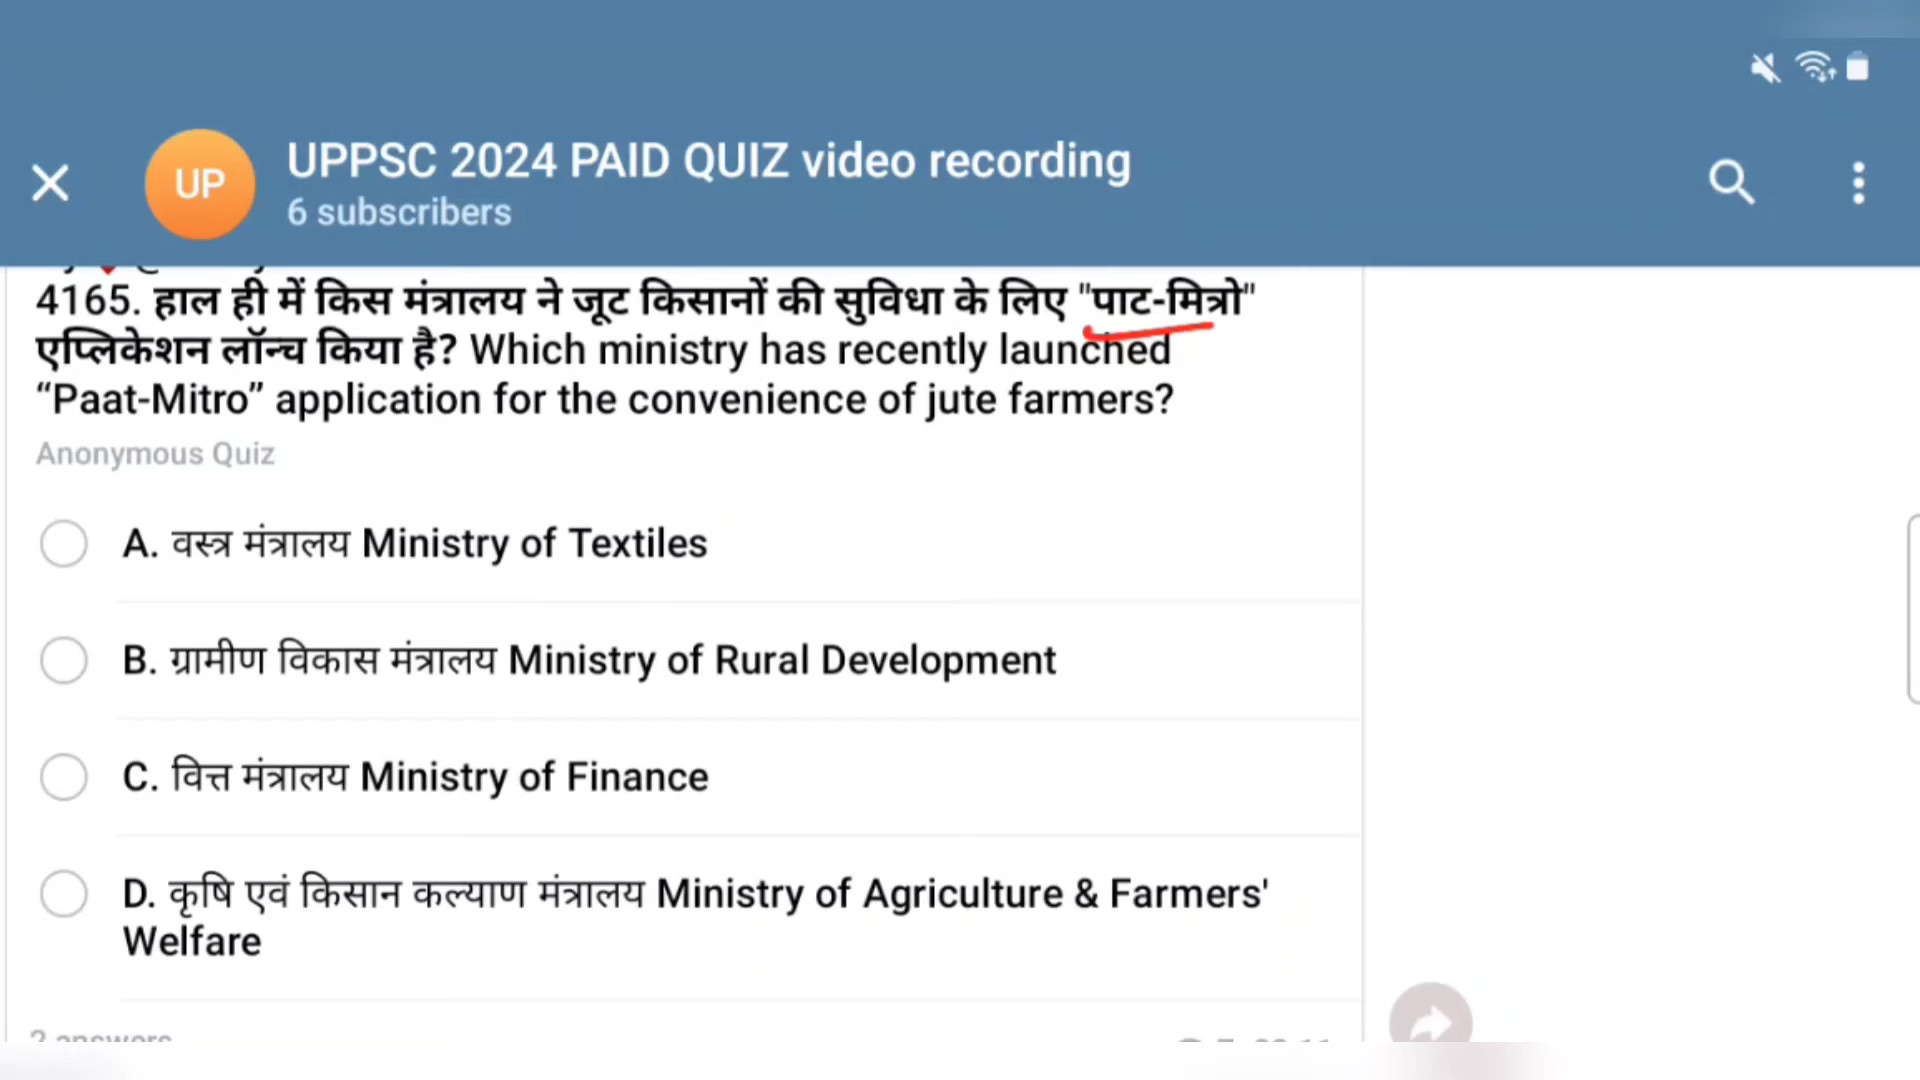 UP
UPPSC 2024 PAID QUIZ video recording
6 subscribers
4165. हाल ही में किस मंत्रालय ने जूट किसानों की सुविधा के लिए "पाट-मित्रो"
एप्लिकेशन लॉन्च किया है? Which ministry has recently launched
“Paat-Mitro” application for the convenience of jute farmers?
Anonymous Quiz
A. वस्त्र मंत्रालय Ministry of Textiles
B. ग्रामीण विकास मंत्रालय Ministry of Rural Development
C. वित्त मंत्रालय Ministry of Finance
D. कृषि एवं किसान कल्याण मंत्रालय Ministry of Agriculture & Farmers'
Welfare
2 answers